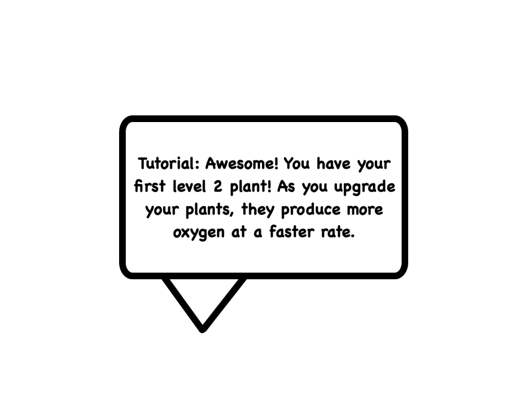 Tutorial: Awesome! You have your
first level 2 plant! As you upgrade
your plants, they produce more
oxygen at a faster rate.